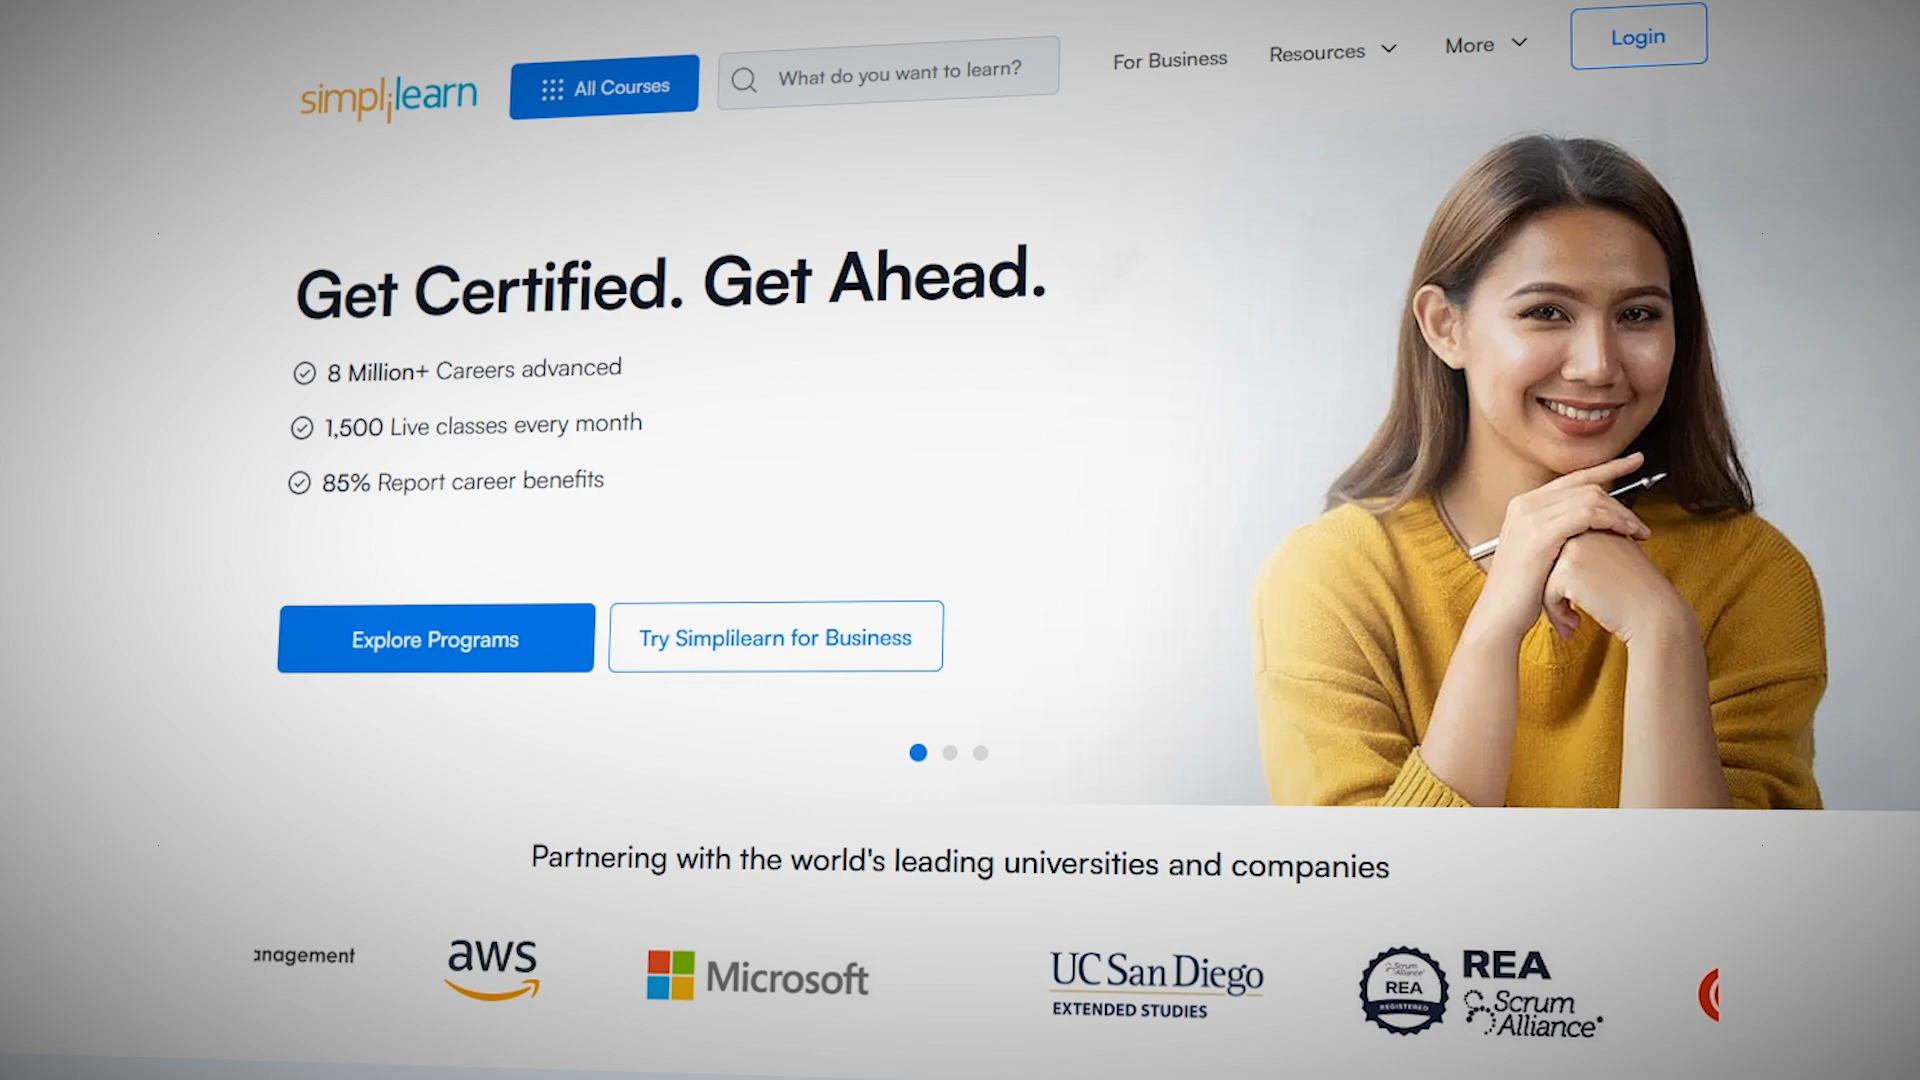 simplilearn
All Courses
What do you want to learn?
For Business
Resources
More
Login
Get Certified. Get Ahead.
8 Million+ Careers advanced
1,500 Live classes every month
85% Report career benefits
Explore Programs
Try Simplilearn for Business
Partnering with the world's leading universities and companies
anagement
aws
Microsoft
UC San Diego
EXTENDED STUDIES
Scrum
Alliance
REA
REGISTERED
REA
Scrum
Alliance